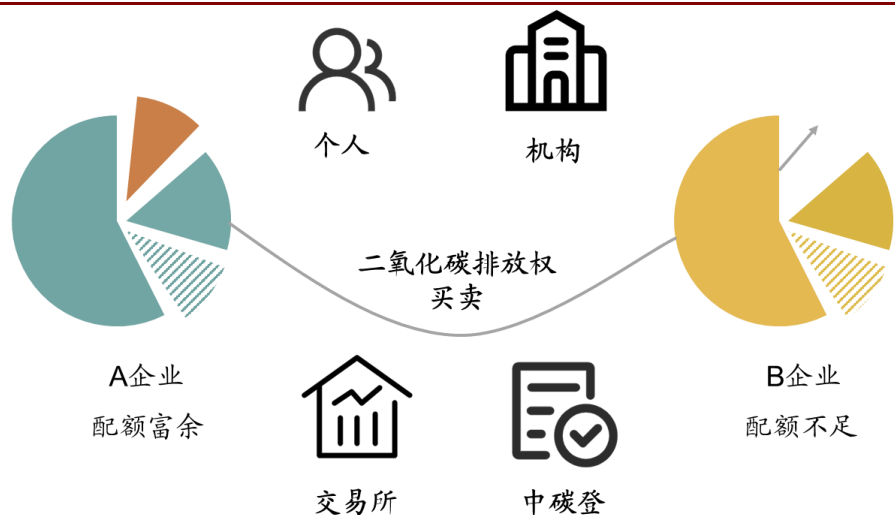 个人
机构
二氧化碳排放权
买卖
A企业
配额富余
B企业
配额不足
交易所
中碳登